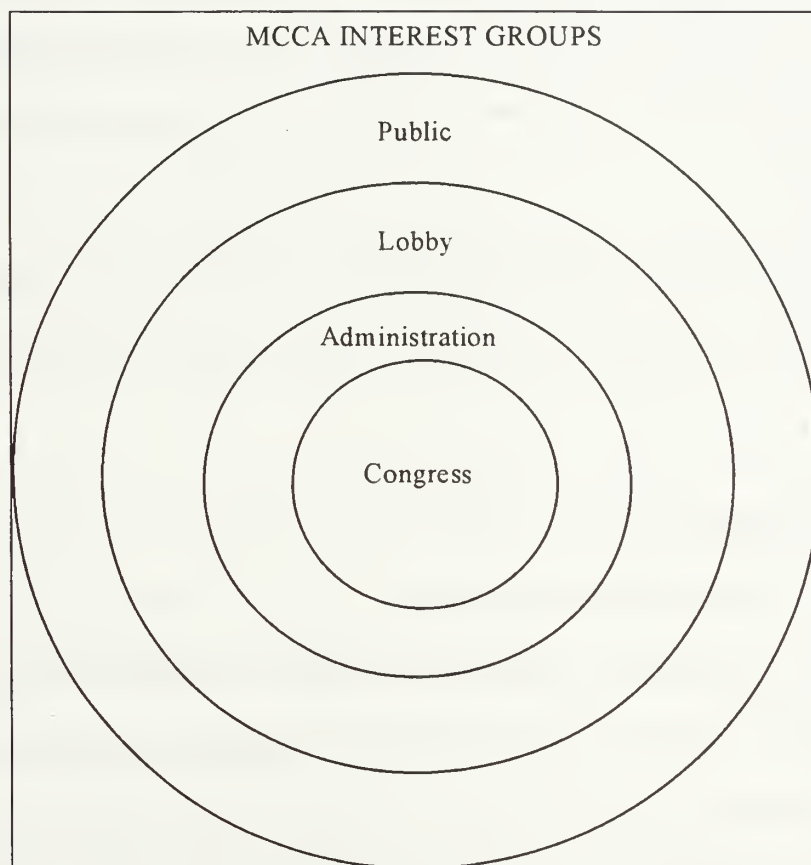 MCCA INTEREST GROUPS
Public
Lobby
Administration
Congress